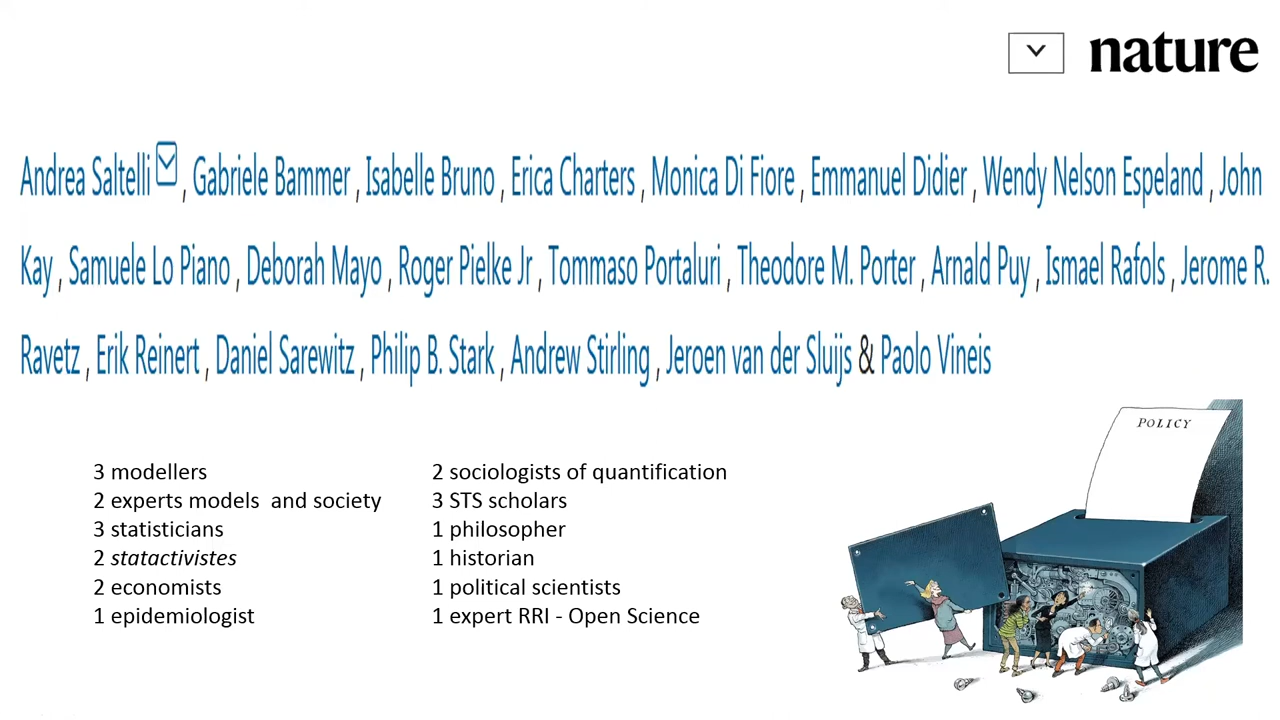 nature
Andrea Saltelli , Gabriele Bammer , Isabelle Bruno , Erica Charters , Monica Di Fiore , Emmanuel Didier , Wendy Nelson Espeland , John
Kay , Samuele Lo Piano , Deborah Mayo , Roger Pielke Jr , Tommaso Portaluri , Theodore M. Porter , Arnald Puy , Ismael Rafols , Jerome R.
Ravetz , Erik Reinert , Daniel Sarewitz , Philip B. Stark , Andrew Stirling , Jeroen van der Sluijs & Paolo Vineis
3 modellers
2 experts models and society
3 statisticians
2 statactivistes
2 economists
1 epidemiologist
2 sociologists of quantification
3 STS scholars
1 philosopher
1 historian
1 political scientists
1 expert RRI - Open Science
POLICY